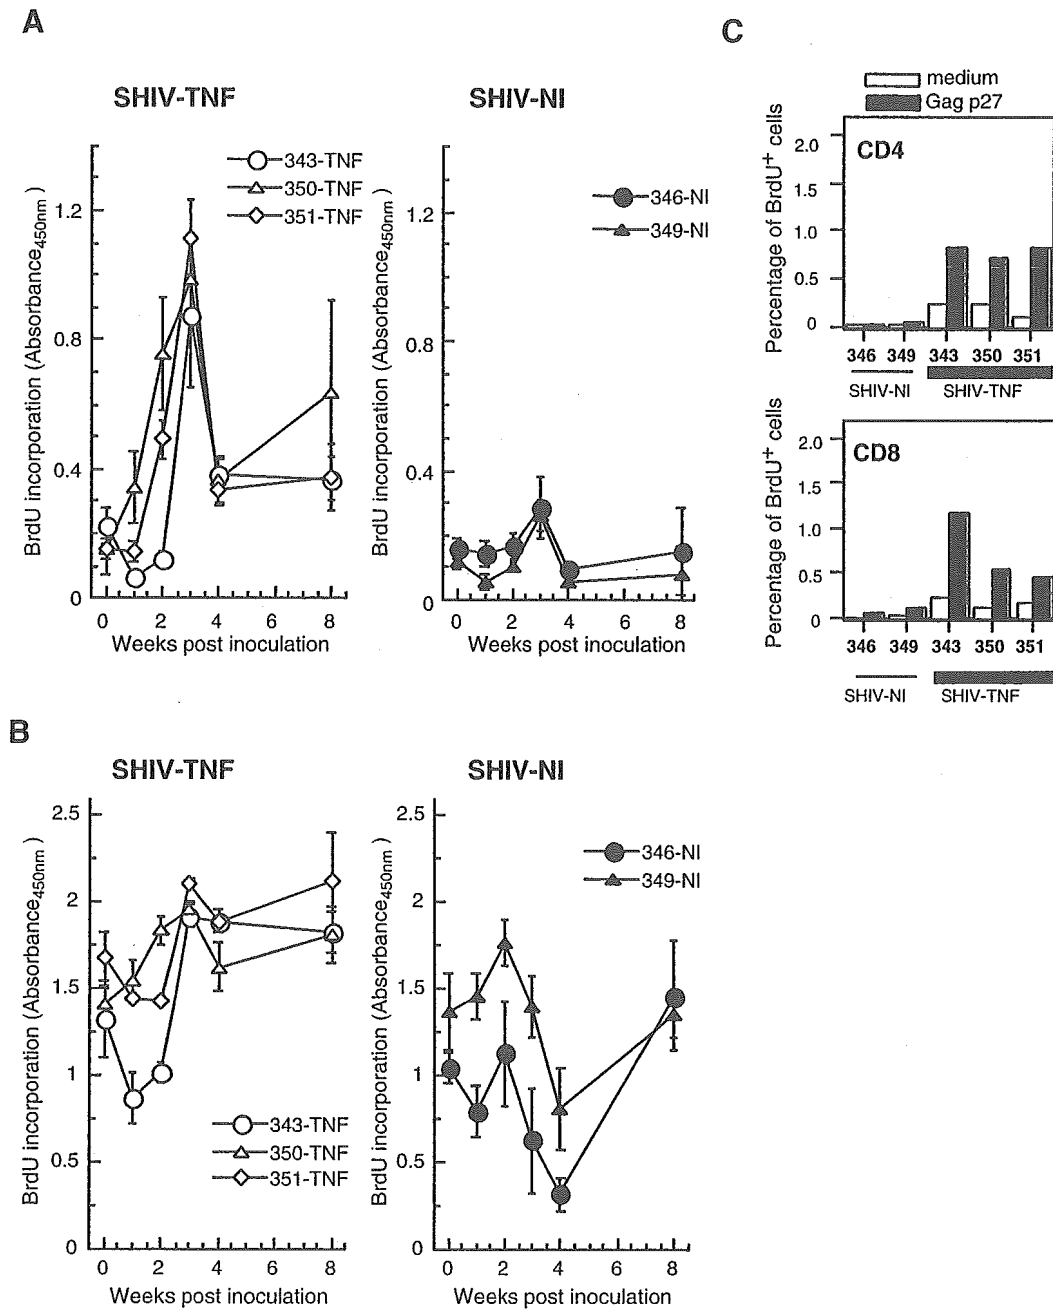 A
SHIV-TNF
SHIV-NI
343-TNF
350-TNF
351-TNF
346-NI
349-NI
BrdU incorporation (Absorbance450nm )
1.2
0.8
0.4
0
0 2 4 6 8
Weeks post inoculation
BrdU incorporation (Absorbance450nm )
1.2
0.8
0.4
0
0 2 4 6 8
Weeks post inoculation
C
medium
Gag p27
CD4
Percentage of BrdU+ cells
2.0
1.5
1.0
0.5
0
346 349 343 350 351
SHIV-NI SHIV-TNF
CD8
Percentage of BrdU+ cells
2.0
1.5
1.0
0.5
0
346 349 343 350 351
SHIV-NI SHIV-TNF
B
SHIV-TNF
SHIV-NI
BrdU incorporation (Absorbance450nm )
2.5
2
1.5
1
0.5
0
343-TNF
350-TNF
351-TNF
0 2 4 6 8
Weeks post inoculation
BrdU incorporation (Absorbance450nm )
2.5
2
1.5
1
0.5
0
346-NI
349-NI
0 2 4 6 8
Weeks post inoculation